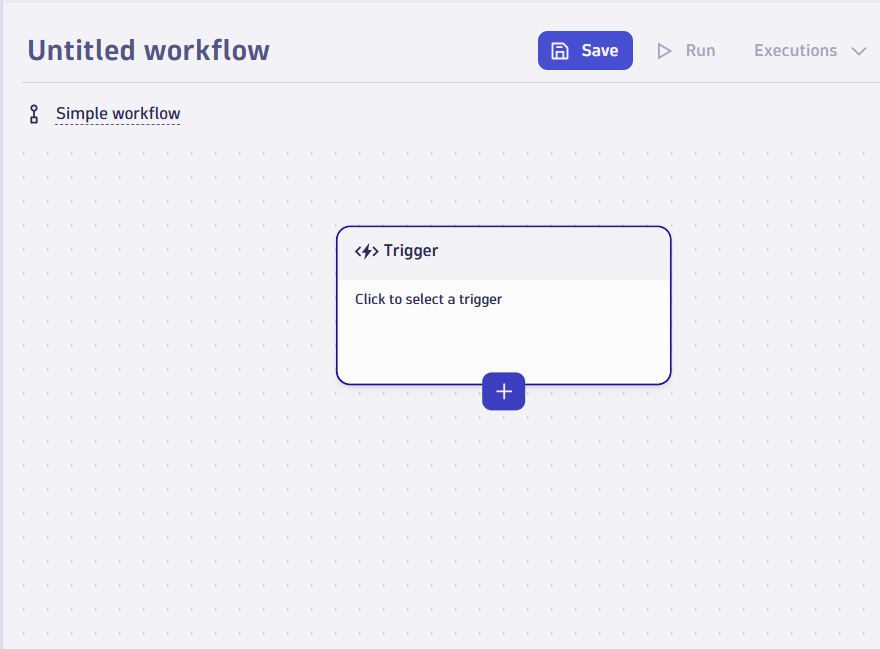 Untitled workflow
Save
Run
Executions
Simple workflow
Trigger
Click to select a trigger